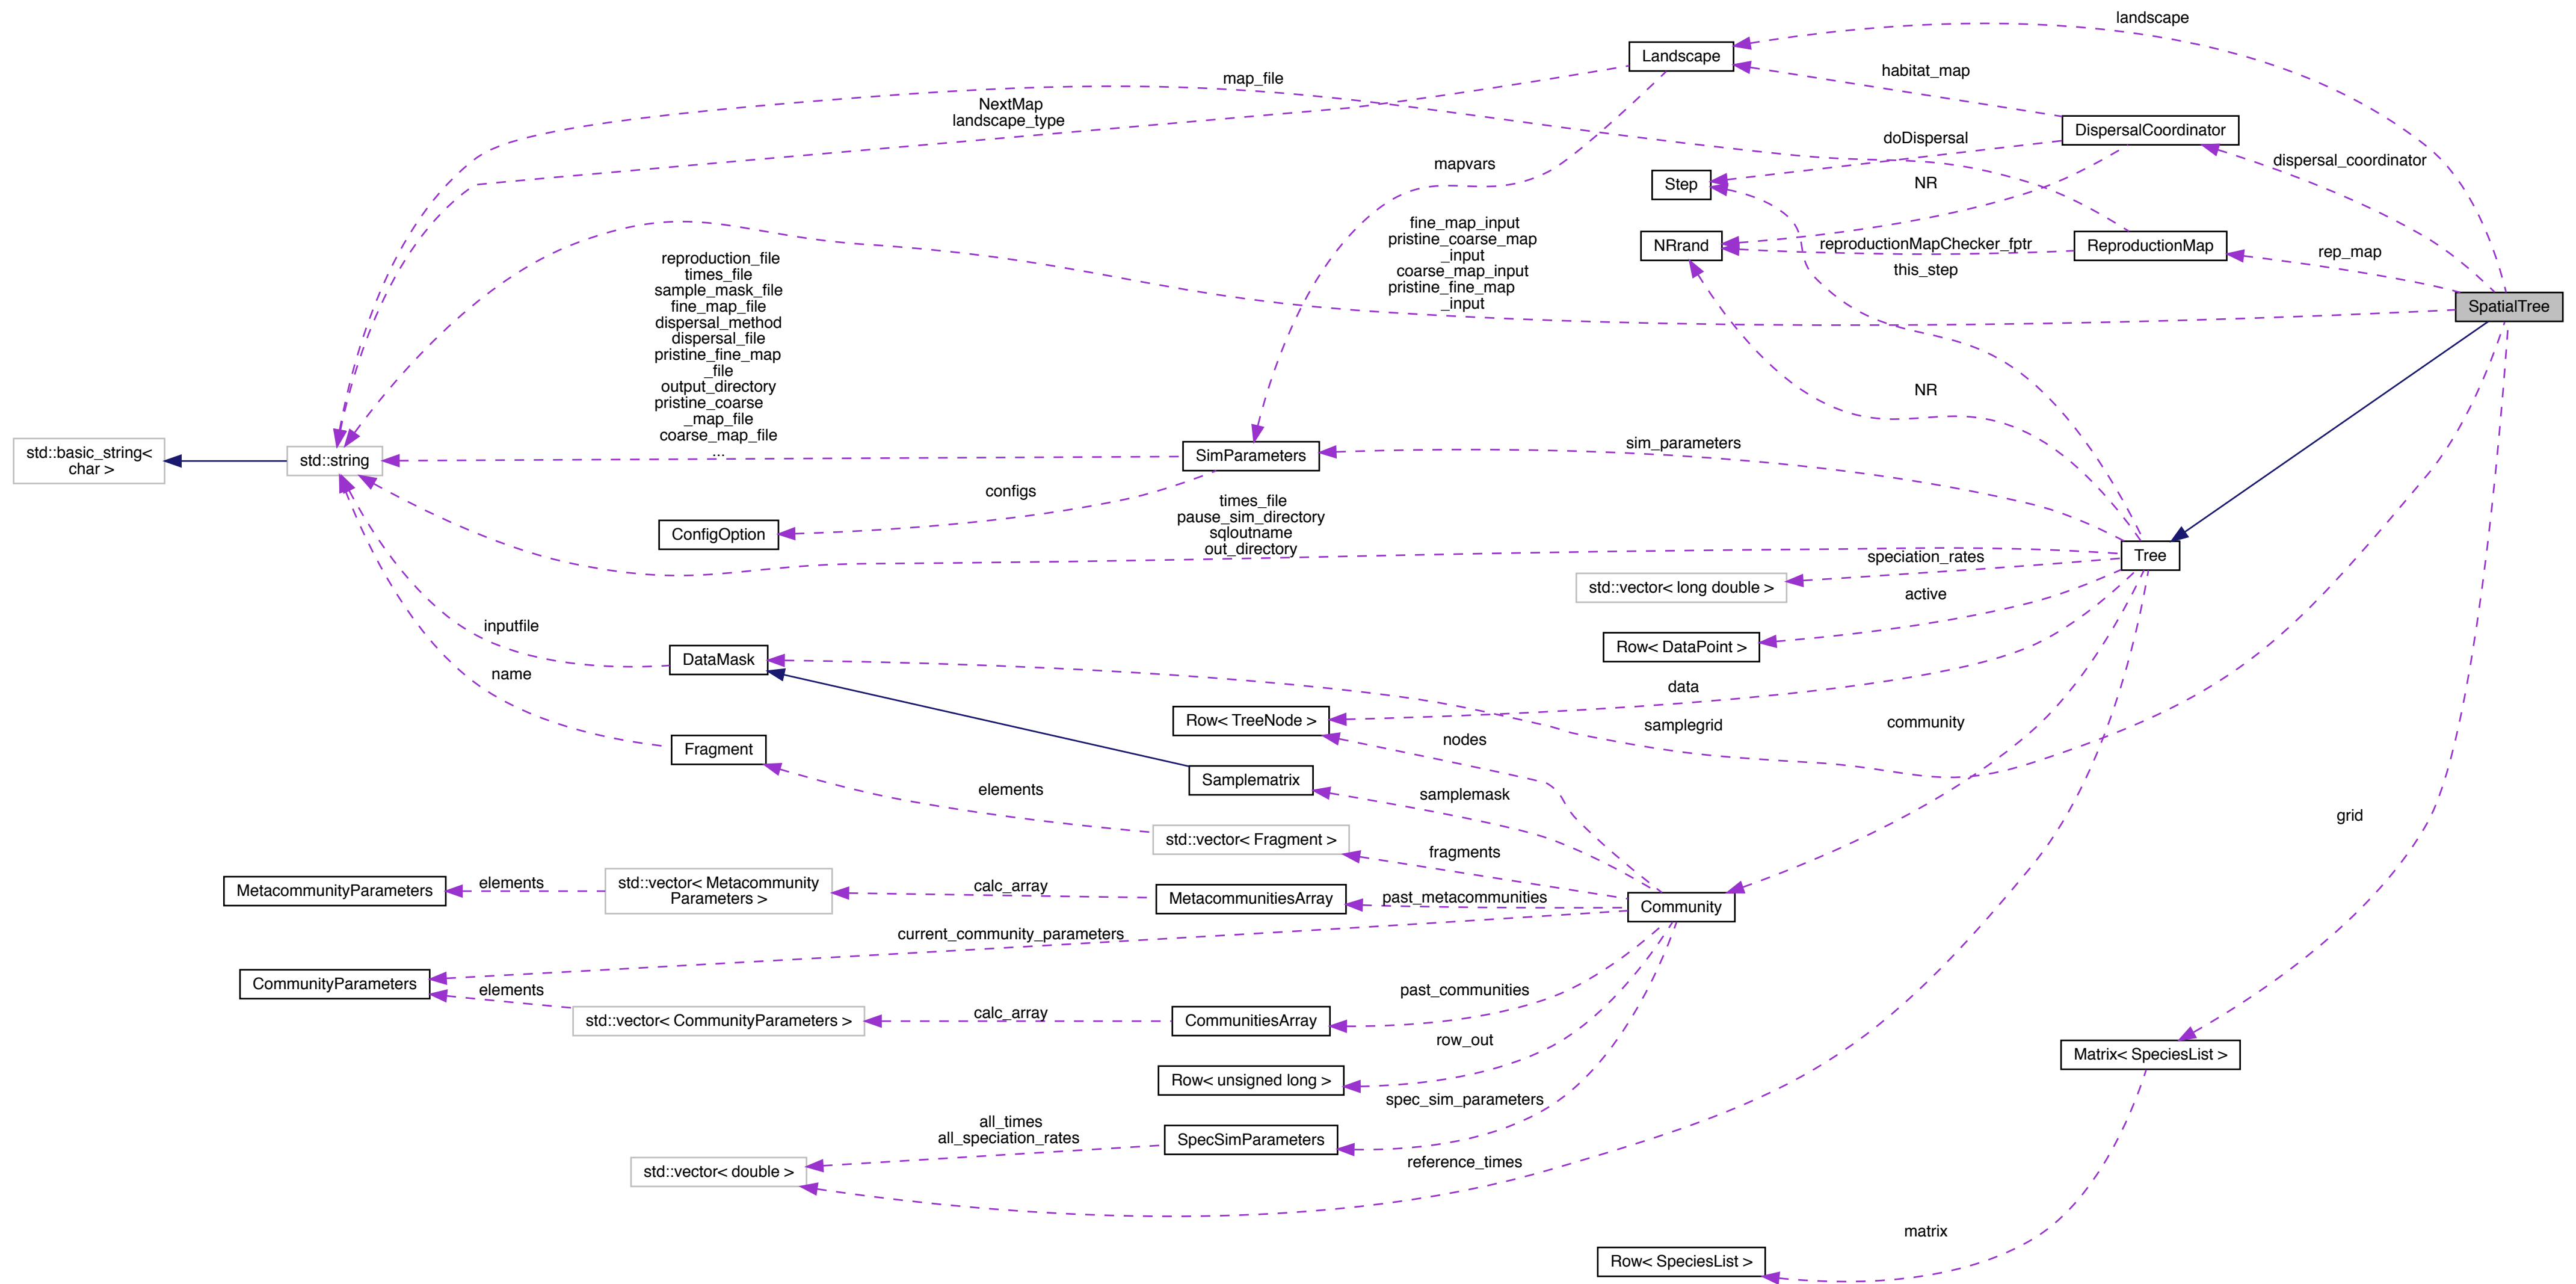 landscape
Landscape
map_file
habitat_map
NextMap
landscape_type
DispersalCoordinator
doDispersal
dispersal_coordinator
mapvars
Step
NR
fine_map_input
pristine_coarse_map
_input
coarse_map_input
pristine_fine_map
_input
NRrand
reproductionMapChecker_fptr
ReproductionMap
rep_map
this_step
reproduction_file
times_file
sample_mask_file
fine_map_file
dispersal_method
dispersal_file
pristine_fine_map
_file
output_directory
pristine_coarse
_map_file
coarse_map_file
...
SpatialTree
NR
std::basic_string<
char >
std::string
SimParameters
sim_parameters
configs
ConfigOption
times_file
pause_sim_directory
sqloutname
out_directory
Tree
speciation_rates
std::vector< long double >
active
inputfile
DataMask
Row< DataPoint >
name
data
Row< TreeNode >
samplegrid
community
nodes
Fragment
Samplematrix
elements
samplemask
grid
std::vector< Fragment >
fragments
MetacommunityParameters
elements
std::vector< Metacommunity
Parameters >
calc_array
MetacommunitiesArray
past_metacommunities
Community
current_community_parameters
CommunityParameters
elements
std::vector< CommunityParameters >
calc_array
CommunitiesArray
past_communities
row_out
Matrix< SpeciesList >
Row< unsigned long >
spec_sim_parameters
all_times
all_speciation_rates
SpecSimParameters
std::vector< double >
reference_times
matrix
Row< SpeciesList >